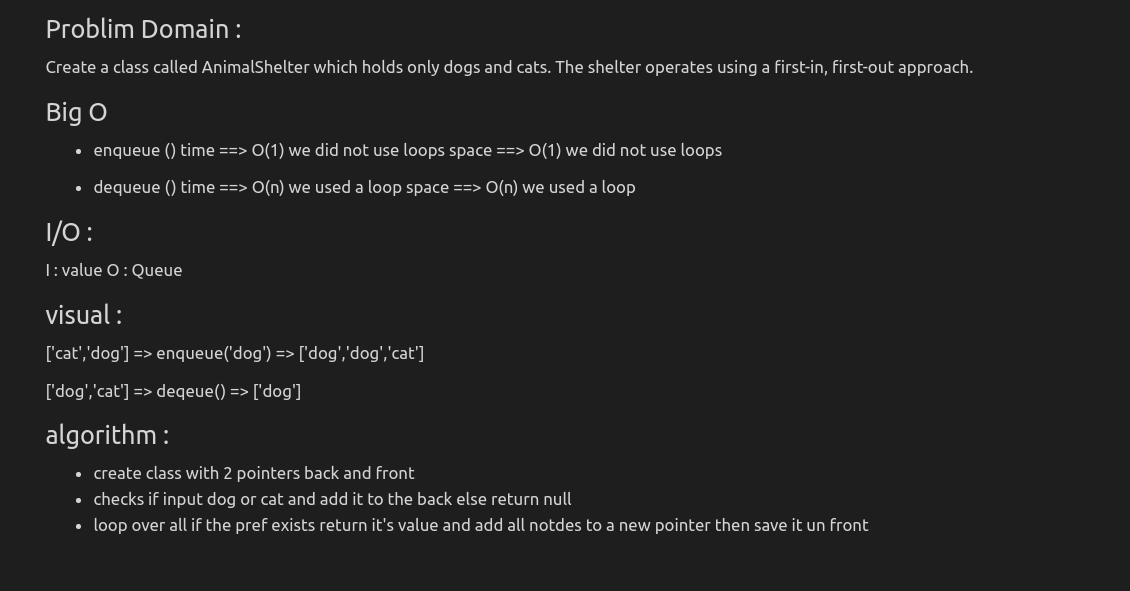 Problim Domain :
Create a class called AnimalShelter which holds only dogs and cats. The shelter operates using a first-in, first-out approach.
Big O
• enqueue () time ==> O(1) we did not use loops space ==> O(1) we did not use loops
• dequeue () time ==> O(n) we used a loop space ==> O(n) we used a loop
I/O :
I : value O : Queue
visual :
['cat','dog'] => enqueue('dog') => ['dog','dog','cat']
['dog','cat'] => deqeue() => ['dog']
algorithm :
• create class with 2 pointers back and front
• checks if input dog or cat and add it to the back else return null
• loop over all if the pref exists return it's value and add all notdes to a new pointer then save it un front